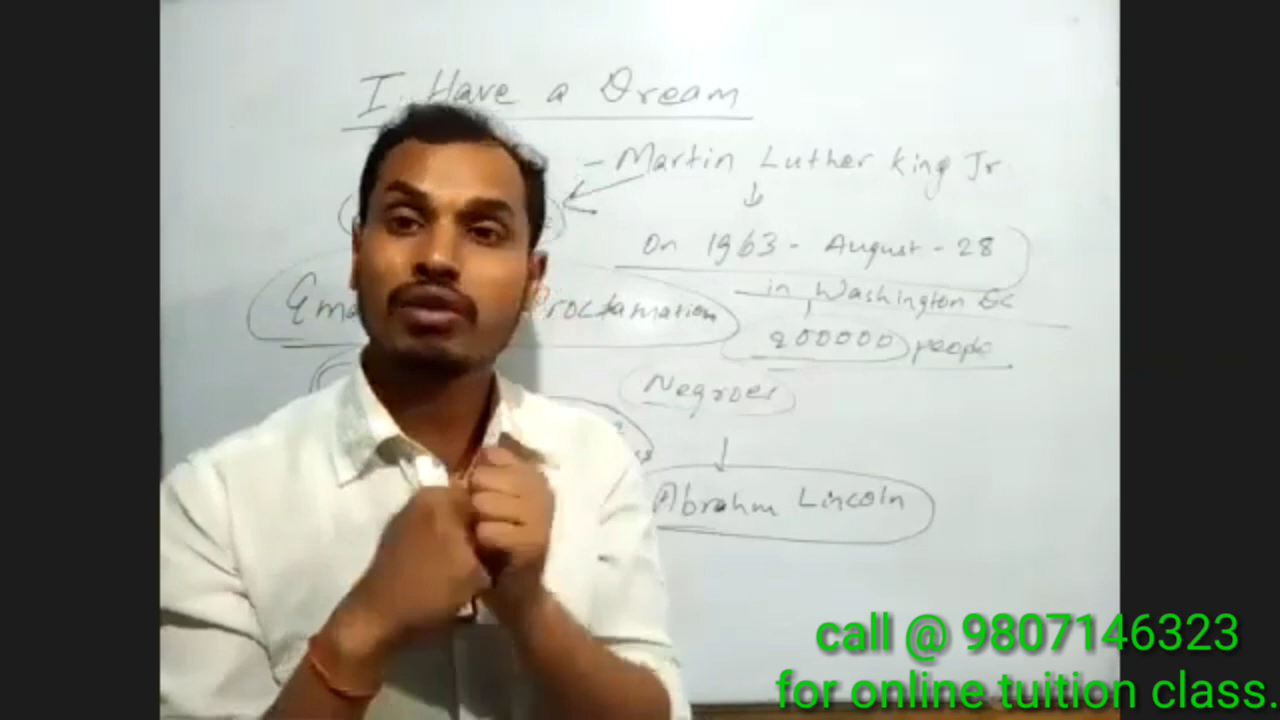 I Have a Dream
- Martin Luther King Jr.
On 1963 - August - 28
in Washington DC
Proclamation
200000 people
Negroes
Abrahm Lincoln
call @ 9807146323
for online tuition class.